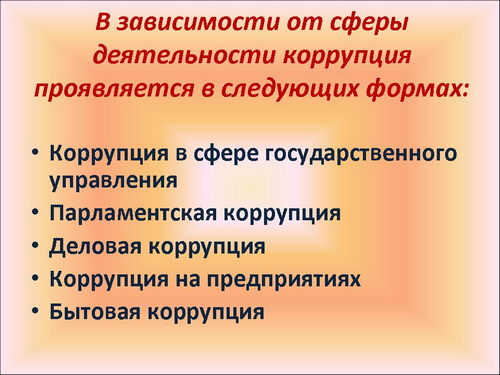 В зависимости от сферы
деятельности коррупция
проявляется в следующих формах:
• Коррупция в сфере государственного
управления
• Парламентская коррупция
• Деловая коррупция
• Коррупция на предприятиях
• Бытовая коррупция